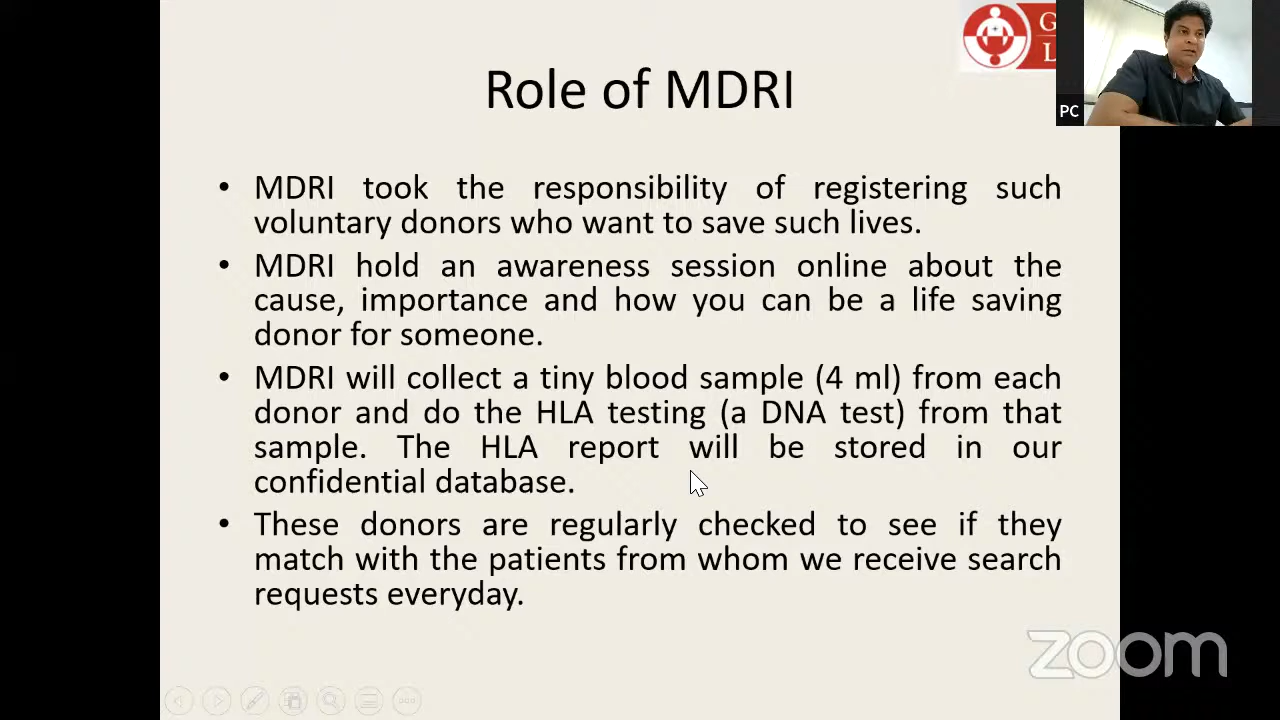 G
L
PC
Role of MDRI
• MDRI took the responsibility of registering such
voluntary donors who want to save such lives.
• MDRI hold an awareness session online about the
cause, importance and how you can be a life saving
donor for someone.
• MDRI will collect a tiny blood sample (4 ml) from each
donor and do the HLA testing (a DNA test) from that
sample. The HLA report will be stored in our
confidential database.
• These donors are regularly checked to see if they
match with the patients from whom we receive search
requests everyday.
zoom